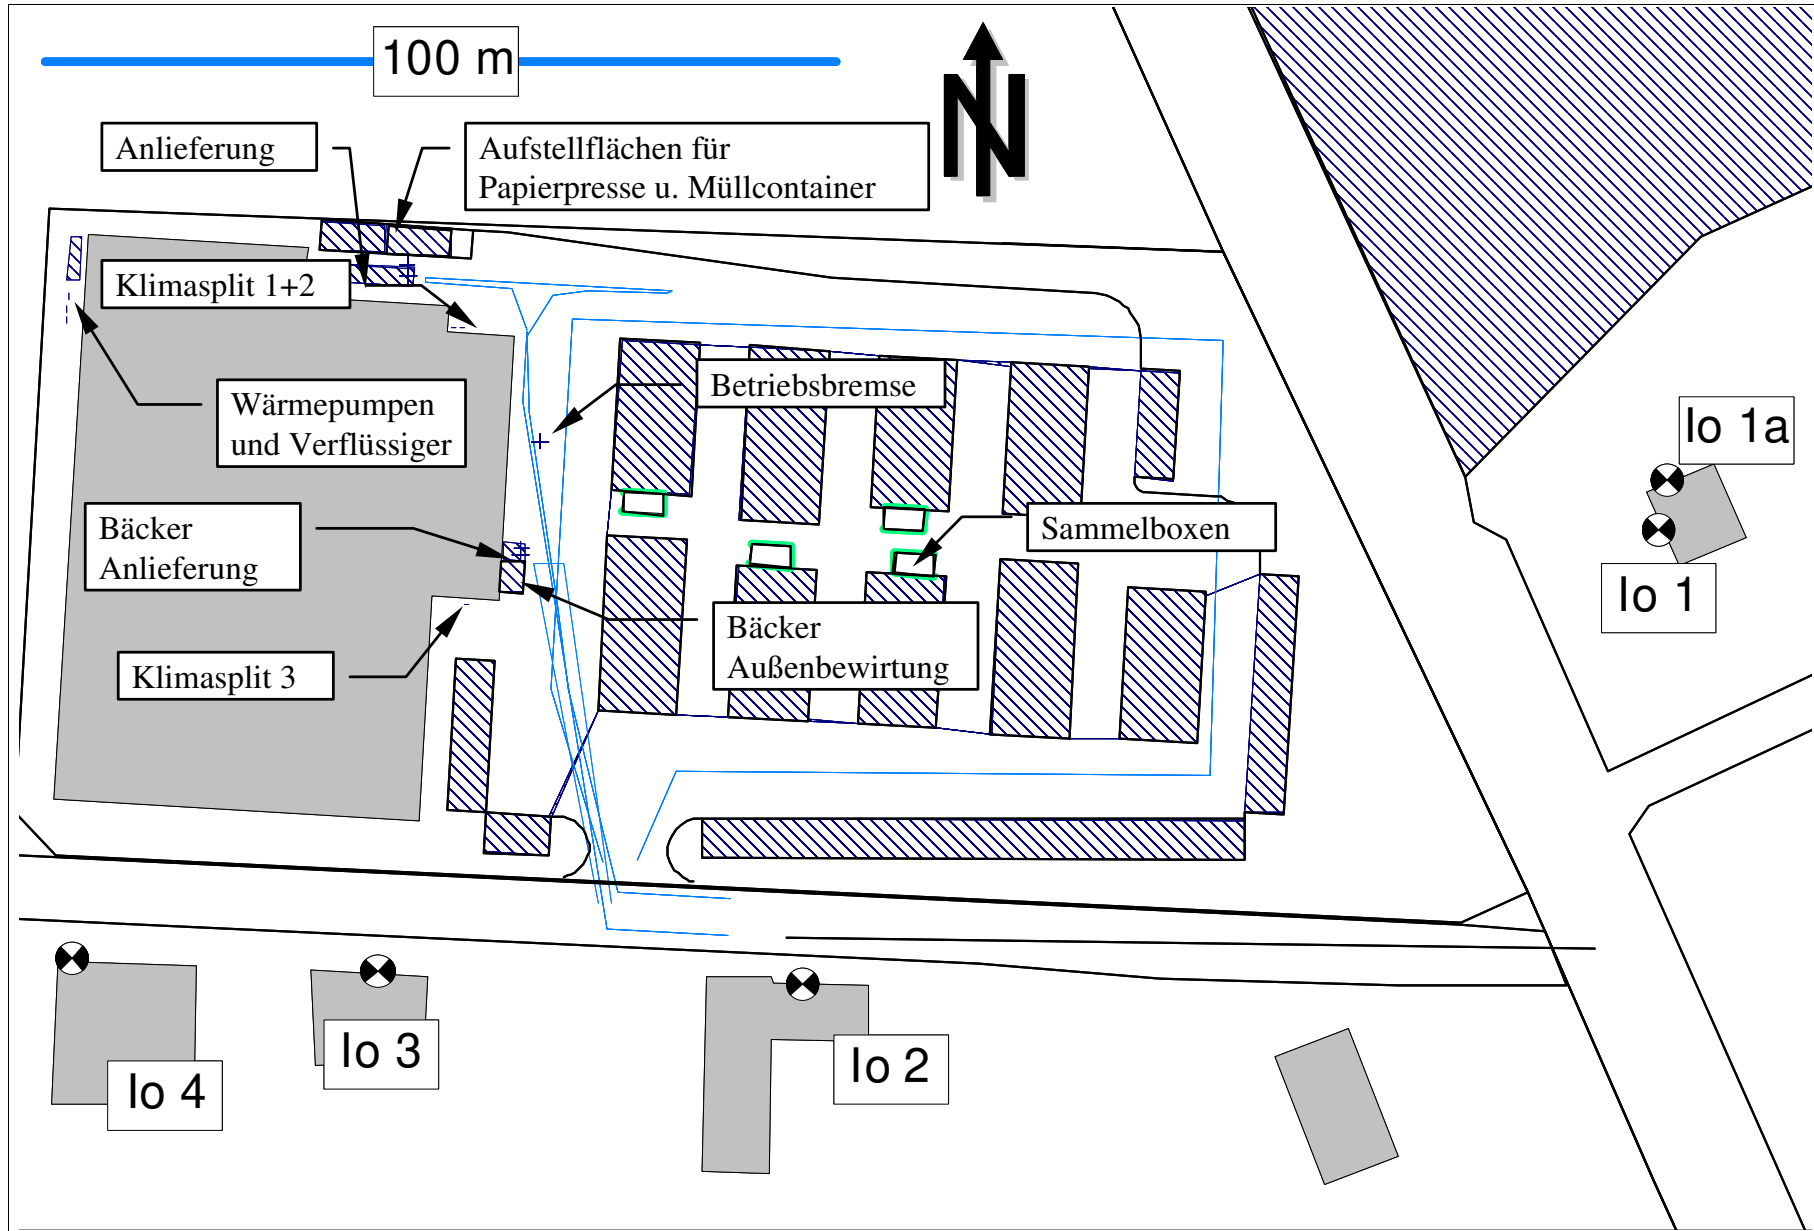 100 m
N
Anlieferung
Aufstellflächen für
Papierpresse u. Müllcontainer
Klimasplit 1+2
Betriebsbremse
Wärmepumpen
und Verflüssiger
Io 1a
Bäcker
Anlieferung
Sammelboxen
Io 1
Bäcker
Außenbewirtung
Klimasplit 3
Io 3
Io 2
Io 4